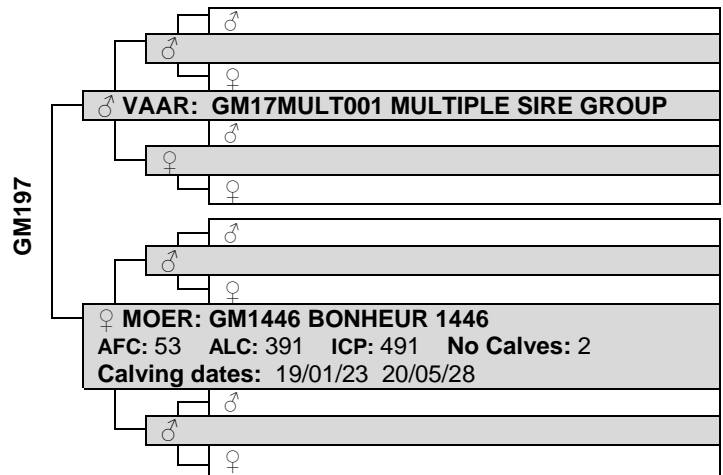 ♂
♂
♀
♂ VAAR: GM17MULT001 MULTIPLE SIRE GROUP
♂
♀
♀
GM197
♂
♂
♀
♀ MOER: GM1446 BONHEUR 1446
AFC: 53 ALC: 391 ICP: 491 No Calves: 2
Calving dates: 19/01/23 20/05/28
♂
♂
♀